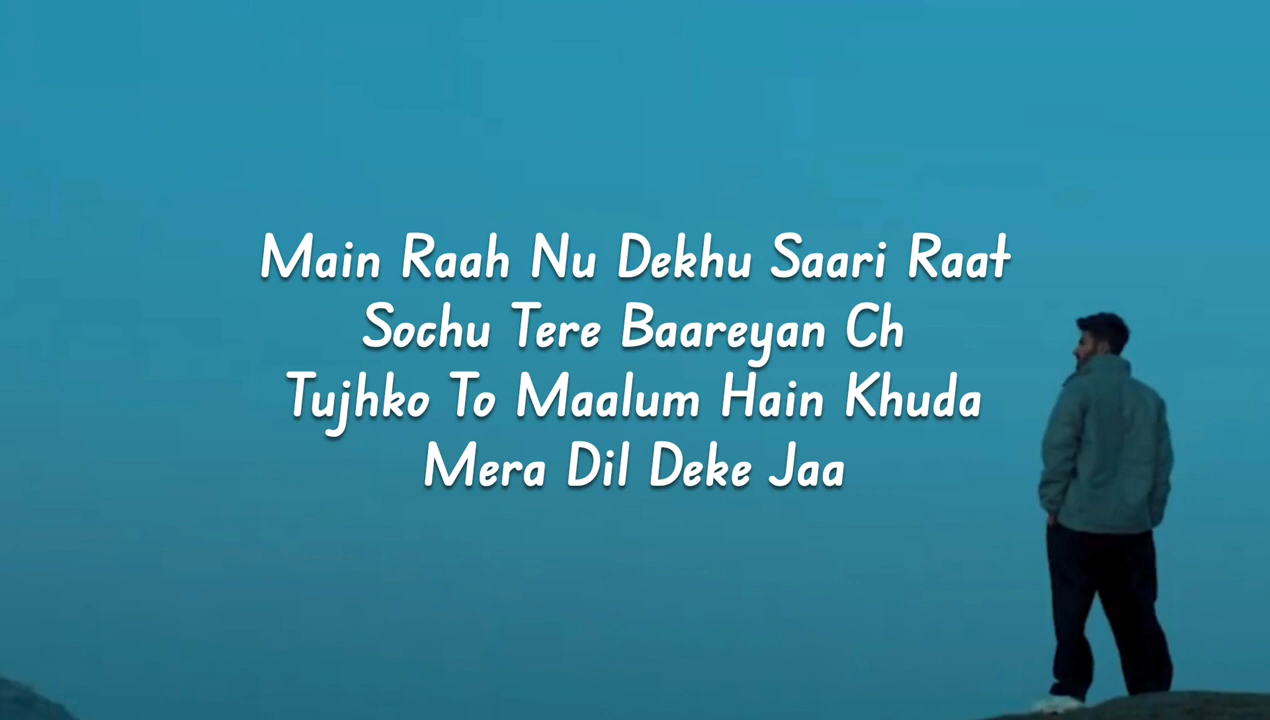 Main Raah Nu Dekhu Saari Raat
Sochu Tere Baareyan Ch
Tujhko To Maalum Hain Khuda
Mera Dil Deke Jaa